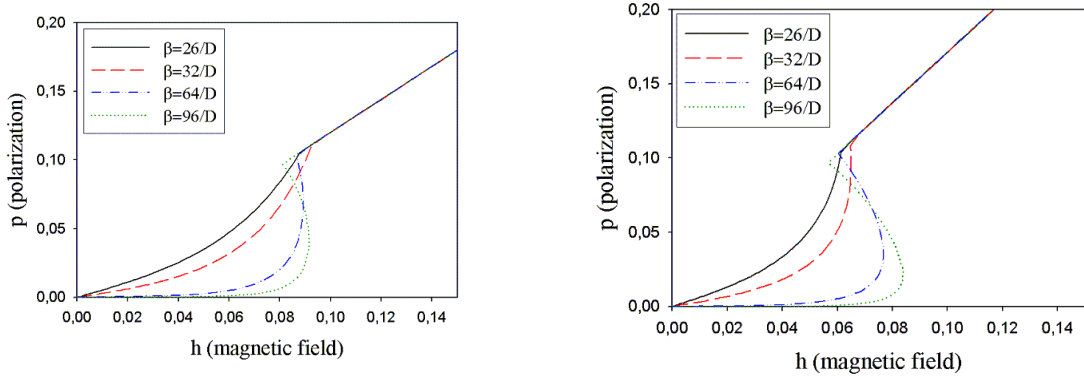 p (polarization)
0,20
0,15
0,10
0,05
0,00
β=26/D
β=32/D
β=64/D
β=96/D
0,00 0,02 0,04 0,06 0,08 0,10 0,12 0,14
h (magnetic field)
p (polarization)
0,20
0,15
0,10
0,05
0,00
β=26/D
β=32/D
β=64/D
β=96/D
0,00 0,02 0,04 0,06 0,08 0,10 0,12 0,14
h (magnetic field)